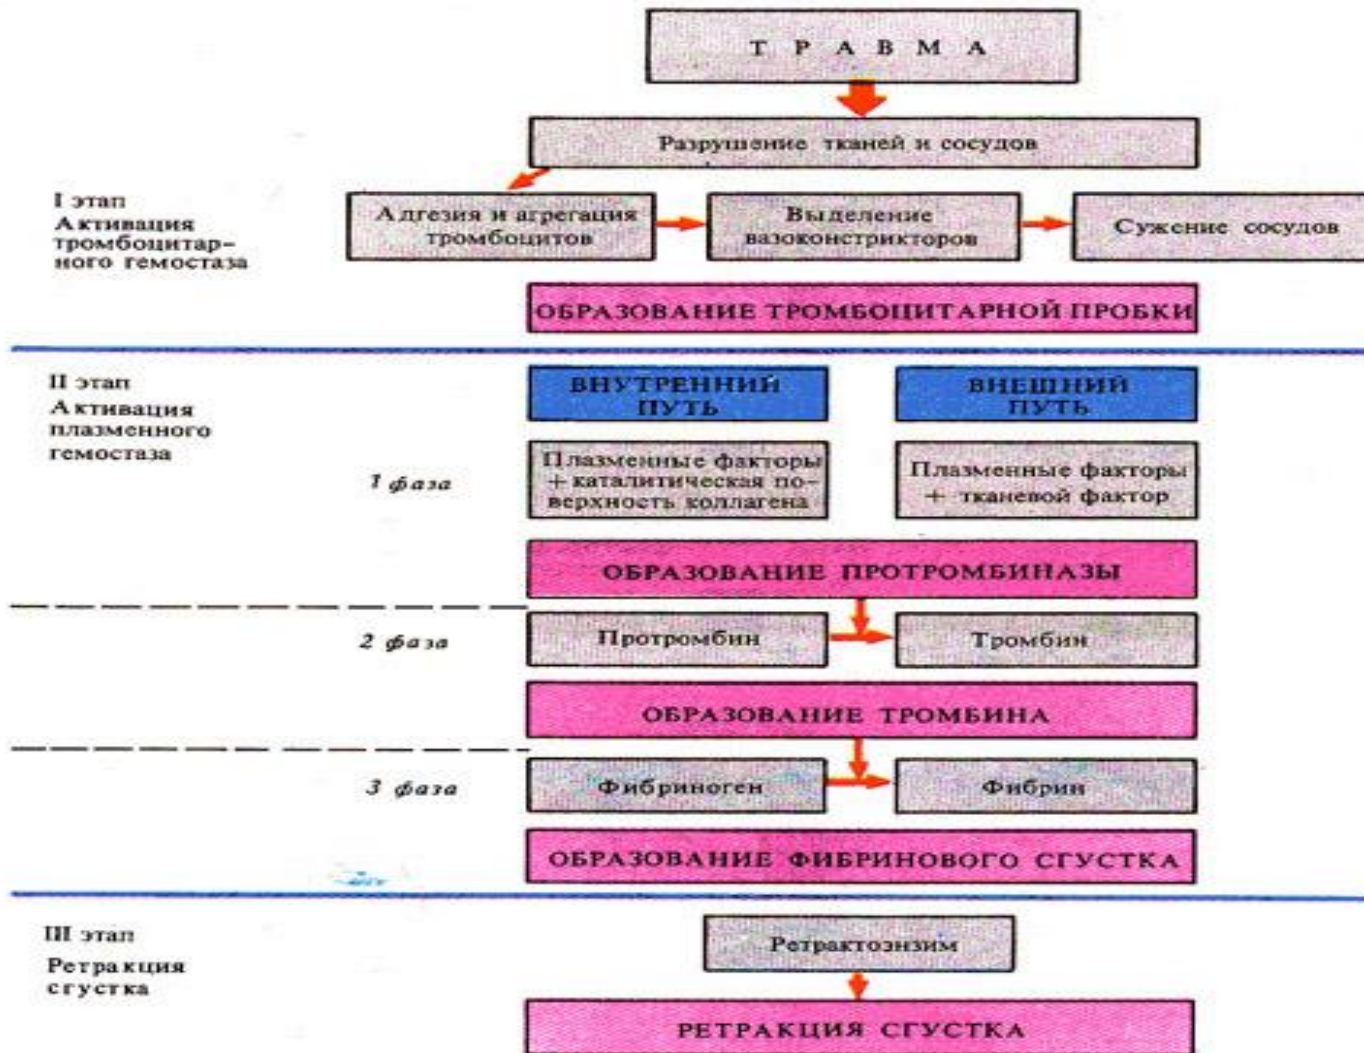 ТРАВМА
Разрушение тканей и сосудов
I этап
Активация
тромбоцитар-
ного гемостаза
Адгезия и агрегация
тромбоцитов
Выделение
вазоконстрикторов
Сужение сосудов
ОБРАЗОВАНИЕ ТРОМБОЦИТАРНОЙ ПРОБКИ
II этап
Активация
плазменного
гемостаза
ВНУТРЕННИЙ
ПУТЬ
ВНЕШНИЙ
ПУТЬ
1 фаза
Плазменные факторы
+ каталитическая по-
верхность коллагена
Плазменные факторы
+ тканевой фактор
ОБРАЗОВАНИЕ ПРОТРОМБИНАЗЫ
2 фаза
Протромбин
Тромбин
ОБРАЗОВАНИЕ ТРОМБИНА
3 фаза
Фибриноген
Фибрин
ОБРАЗОВАНИЕ ФИБРИНОВОГО СГУСТКА
III этап
Ретракция
сгустка
Ретрактоэнзим
РЕТРАКЦИЯ СГУСТКА